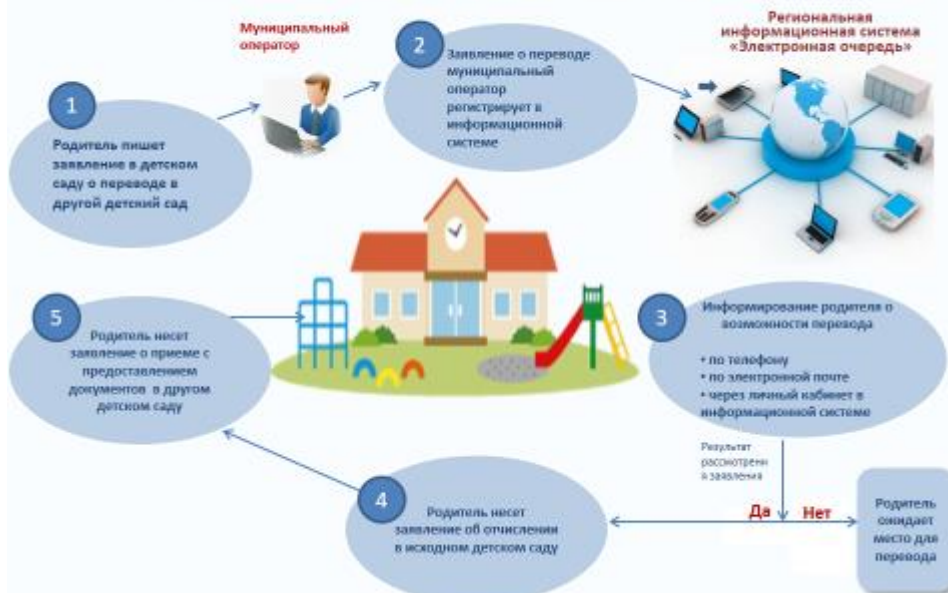 1
Родитель пишет
заявление в детском
саду о переводе в
другой детский сад
Муниципальный
оператор
2
Заявление о переводе
муниципальный
оператор
регистрирует в
информационной
системе
Региональная
информационная система
«Электронная очередь»
3
Информирование родителя о
возможности перевода
• по телефону
• по электронной почте
• через личный кабинет в
информационной системе
Результат
рассмотрени
я заявления
Да Нет
Родитель
ожидает
место для
перевода
4
Родитель несет
заявление об отчислении
в исходном детском саду
5
Родитель несет
заявление о приеме с
предоставлением
документов в другом
детском саду